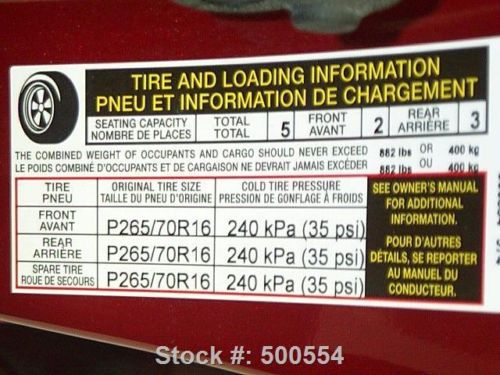 TIRE AND LOADING INFORMATION
PNEU ET INFORMATION DE CHARGEMENT
SEATING CAPACITY TOTAL 5 FRONT 2 REAR 3
NOMBRE DE PLACES TOTAL AVANT ARRIÈRE
THE COMBINED WEIGHT OF OCCUPANTS AND CARGO SHOULD NEVER EXCEED 882 lbs OR 400 kg
LE POIDS COMBINÉ D'OCCUPANTS ET DE CARGAISON NE DEVRAIT JAMAIS EXCÉDER 882 lbs OU 400 kg
TIRE ORIGINAL TIRE SIZE COLD TIRE PRESSURE
PNEU TAILLE DU PNEU D'ORIGINE PRESSION DE GONFLAGE À FROIDS
FRONT
AVANT P265/70R16 240 kPa (35 psi)
REAR
ARRIÈRE P265/70R16 240 kPa (35 psi)
SPARE TIRE
ROUE DE SECOURS P265/70R16 240 kPa (35 psi)
SEE OWNER'S MANUAL
FOR ADDITIONAL
INFORMATION.
POUR D'AUTRES
DÉTAILS, SE REPORTER
AU MANUEL DU
CONDUCTEUR.
Stock #: 500554